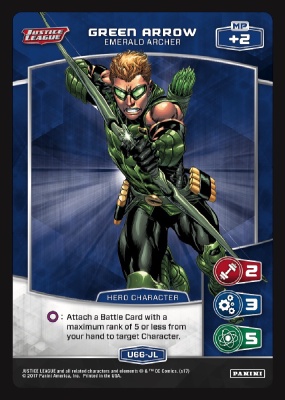 JUSTICE
LEAGUE
GREEN ARROW
EMERALD ARCHER
MP
+2
HERO CHARACTER
: Attach a Battle Card with a
maximum rank of 5 or less from
your hand to target Character.
2
3
5
U66-JL
JUSTICE LEAGUE and all related characters and elements © & ™ DC Comics. (s17)
© 2017 Panini America, Inc. Printed in the USA.
PANINI